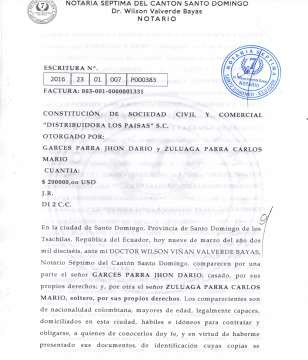 NOTARIA SEPTIMA DEL CANTON SANTO DOMINGO
Dr. Wilson Valverde Bayas
NOTARIO
ESCRITURA Nº.
2016 23 01 007 P000385
FACTURA: 003-001-0000001331
CONSTITUCIÓN DE SOCIEDAD CIVIL Y COMERCIAL
"DISTRIBUIDORA LOS PAISAS" S.C.
OTORGADO POR:
GARCES PARRA JHON DARIO y ZULUAGA PARRA CARLOS
MARIO
CUANTIA:
$ 200000,oo USD
J.R.
DI 2 C.C.
En la ciudad de Santo Domingo, Provincia de Santo Domingo de los
Tsachilas, República del Ecuador, hoy nueve de marzo del año dos
mil dieciséis, ante mi DOCTOR WILSON VIÑAN VALVERDE BAYAS,
Notario Séptimo del Cantón Santo Domingo, comparecen por una
parte el señor GARCES PARRA JHON DARIO, casado, por sus
propios derechos; y, por otra el señor ZULUAGA PARRA CARLOS
MARIO, soltero, por sus propios derechos. Los comparecientes son
de nacionalidad colombiana, mayores de edad, legalmente capaces,
domiciliados en esta ciudad, hábiles e idóneos para contratar y
obligarse, a quienes de conocerlos doy fe, y en virtud de haberme
presentado sus documentos de identificación cuyas copias se